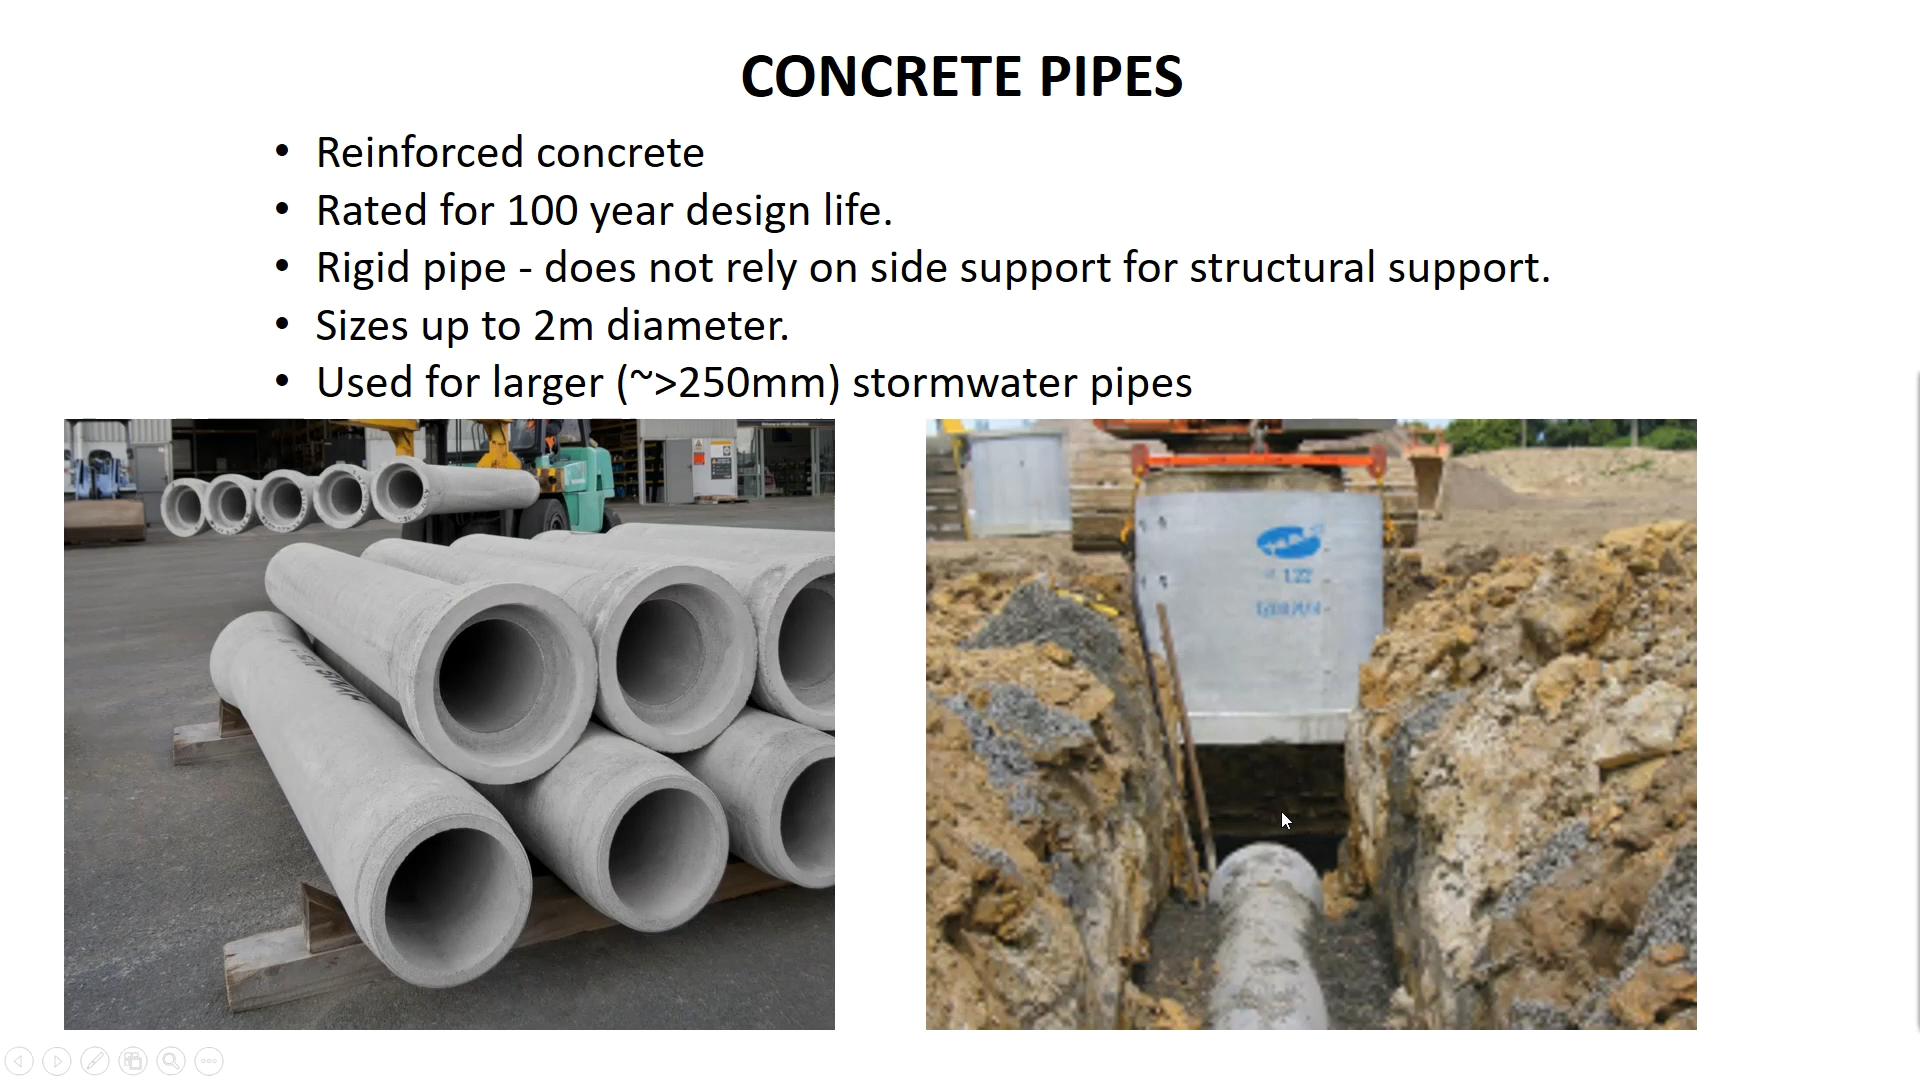 CONCRETE PIPES
• Reinforced concrete
• Rated for 100 year design life.
• Rigid pipe - does not rely on side support for structural support.
• Sizes up to 2m diameter.
• Used for larger (~>250mm) stormwater pipes